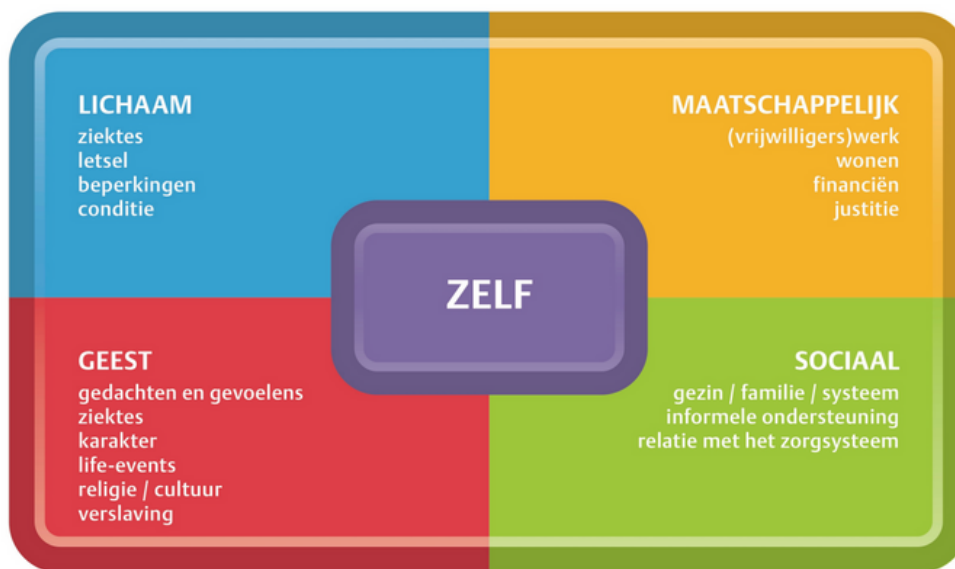 LICHAAM
ziektes
letsel
beperkingen
conditie
MAATSCHAPPELIJK
(vrijwilligers)werk
wonen
financiën
justitie
ZELF
GEEST
gedachten en gevoelens
ziektes
karakter
life-events
religie / cultuur
verslaving
SOCIAAL
gezin / familie / systeem
informele ondersteuning
relatie met het zorgsysteem